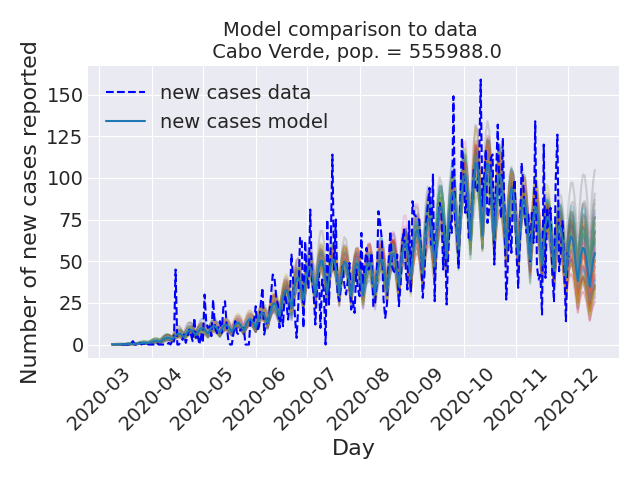 Model comparison to data
Cabo Verde, pop. = 555988.0
Number of new cases reported
150
125
100
75
50
25
0
new cases data
new cases model
2020-03
2020-04
2020-05
2020-06
2020-07
2020-08
2020-09
2020-10
2020-11
2020-12
Day